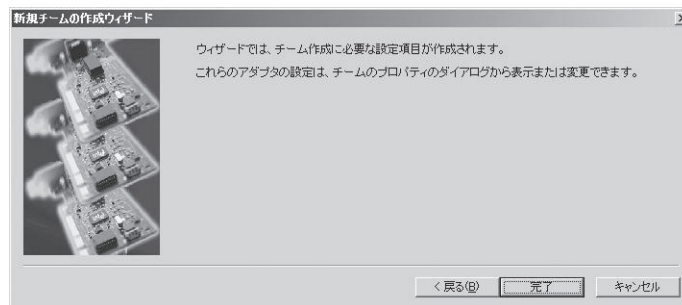 新規チームの作成ウィザード
ウィザードでは、チーム作成に必要な設定項目が作成されます。
これらのアダプタの設定は、チームのプロパティのダイアログから表示または変更できます。
< 戻る(B)
完了
キャンセル